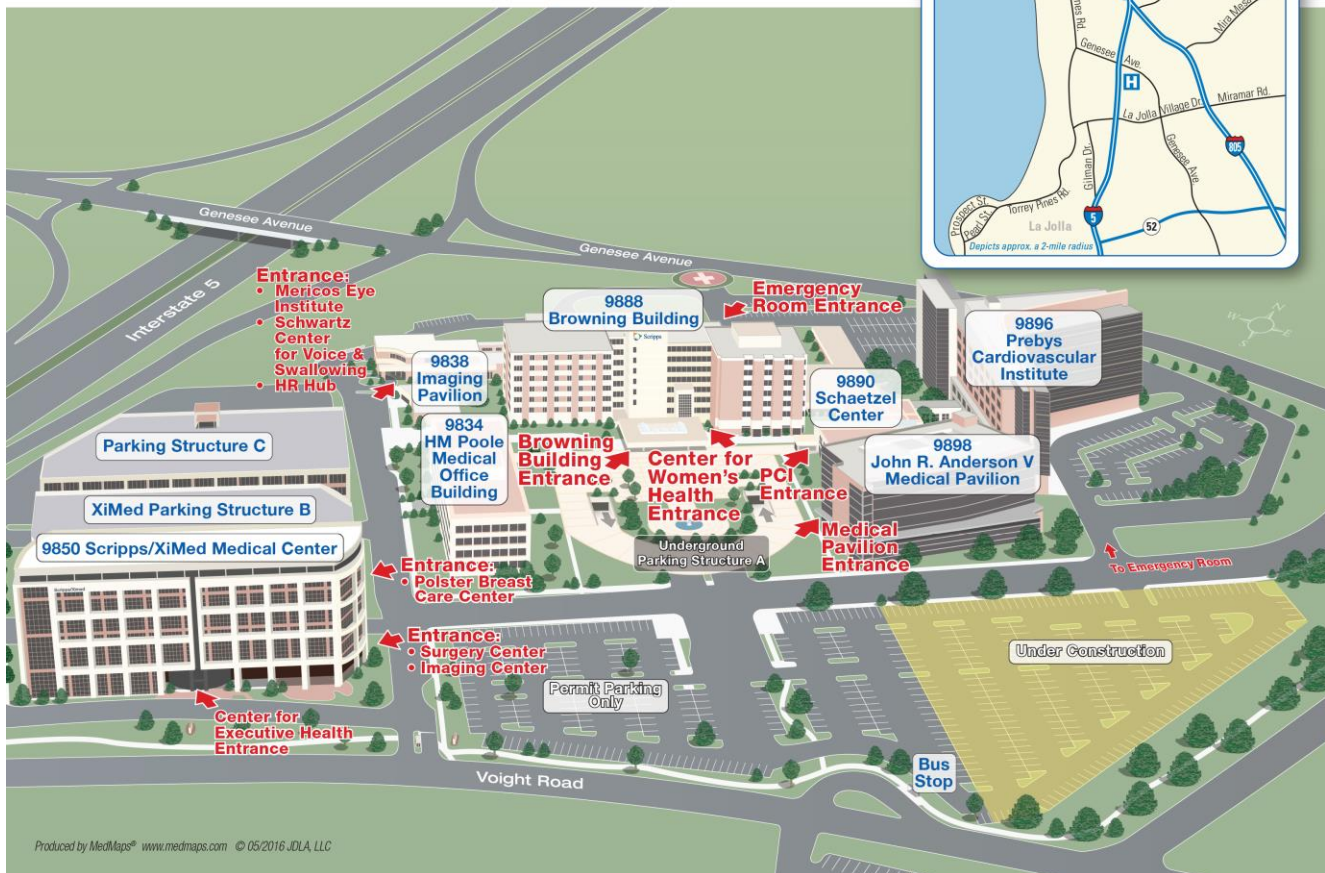 nes Rd.
Mira Mesa
Genesee Ave.
H
La Jolla Village Dr.
Miramar Rd.
Gilman Dr.
Genesee Ave.
805
Prospect St.
Pearl St.
Torrey Pines Rd.
La Jolla
5
52
Depicts approx. a 2-mile radius
Genesee Avenue
Genesee Avenue
Interstate 5
Entrance:
• Mericos Eye
Institute
• Schwartz
Center
for Voice &
Swallowing
• HR Hub
9888
Browning Building
Emergency
Room Entrance
Scripps
N
E
S
W
9896
Prebys
Cardiovascular
Institute
9838
Imaging
Pavilion
9890
Schaetzel
Center
9834
HM Poole
Medical
Office
Building
Browning
Building
Entrance
Center for
Women's
Health
Entrance
PCI
Entrance
9898
John R. Anderson V
Medical Pavilion
Parking Structure C
XiMed Parking Structure B
9850 Scripps/XiMed Medical Center
Underground
Parking Structure A
Medical
Pavilion
Entrance
To Emergency Room
Entrance:
• Polster Breast
Care Center
Entrance:
• Surgery Center
• Imaging Center
Under Construction
Permit Parking
Only
Center for
Executive Health
Entrance
Bus
Stop
Voight Road
Produced by MedMaps® www.medmaps.com © 05/2016 JDLA, LLC